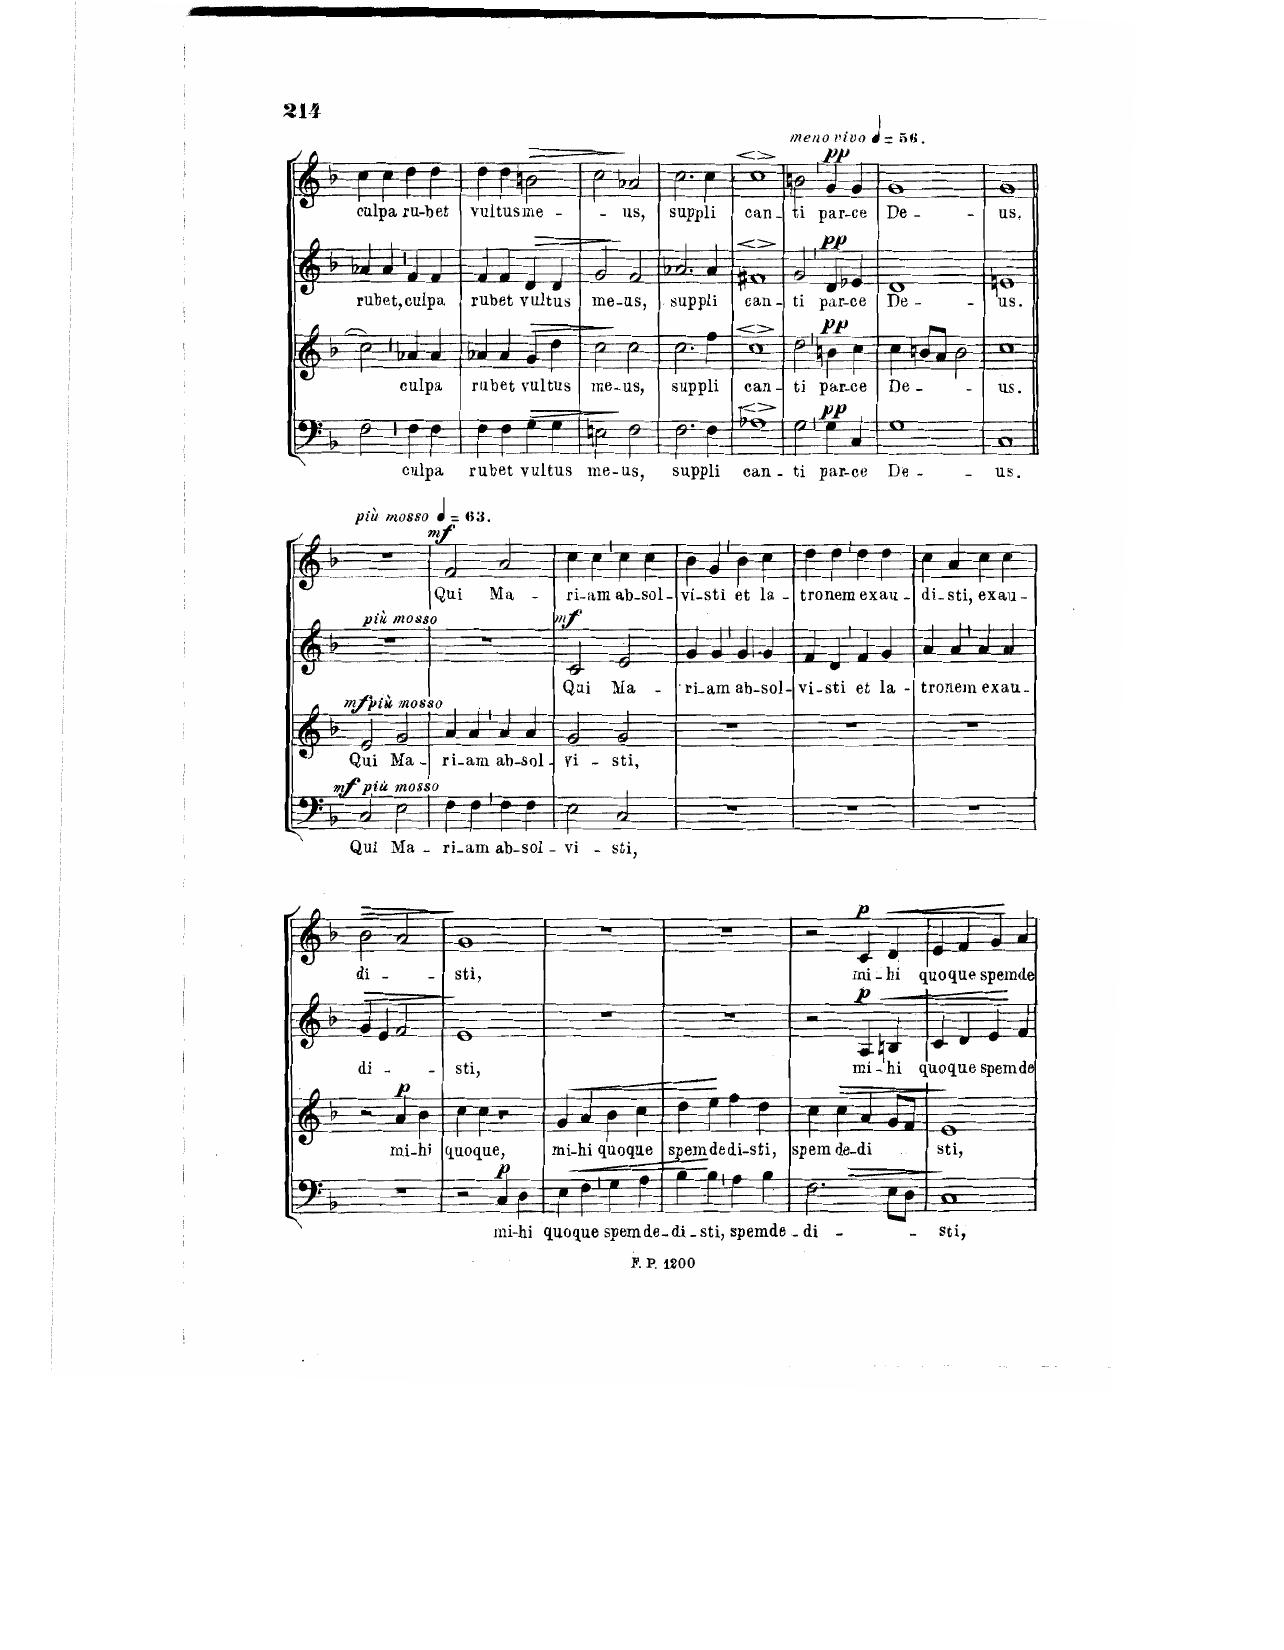 214
meno vivo = 56.
pp
culpa ru-bet vultus me - - us, suppli can - ti par-ce De - - us.
pp
rubet, culpa rubet vultus me-us, suppli can - ti par-ce De - - us.
pp
culpa rubet vultus me-us, suppli can - ti par-ce De - - us.
pp
culpa rubet vultus me-us, suppli can - ti par-ce De - - us.
più mosso = 63.
mf
Qui Ma - ri-am ab-sol-vi-sti et la-tronem exau-di-sti, exau-
più mosso mf
Qui Ma - ri-am ab-sol-vi-sti et la-tronem exau-
mf più mosso
Qui Ma - ri-am ab-sol-vi - sti,
mf più mosso
Qui Ma - ri-am ab-sol - vi - sti,
p
di - - sti, mi-hi quoque spem de
p
di - - sti, mi-hi quoque spem de
p
mi-hi quoque, mi-hi quoque spem dedi-sti, spem de-di sti,
p
mi-hi quoque spem de-di-sti, spem de-di - - sti,
F. P. 1200